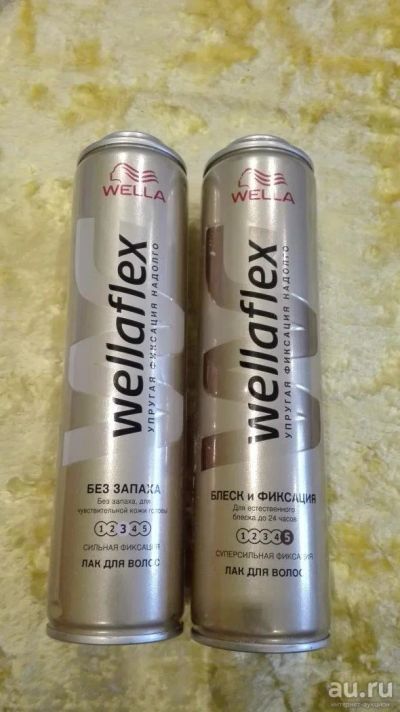 WELLA
wellaflex
УПРУГАЯ ФИКСАЦИЯ НАДОЛГО
БЕЗ ЗАПАХА
Без запаха, для
чувствительной кожи головы
1 2 3 4 5
СИЛЬНАЯ ФИКСАЦИЯ
ЛАК ДЛЯ ВОЛОС
WELLA
wellaflex
УПРУГАЯ ФИКСАЦИЯ НАДОЛГО
БЛЕСК и ФИКСАЦИЯ
Для естественного
блеска до 24 часов
1 2 3 4 5
СУПЕРСИЛЬНАЯ ФИКСАЦИЯ
ЛАК ДЛЯ ВОЛОС
au.ru
интернет-аукцион